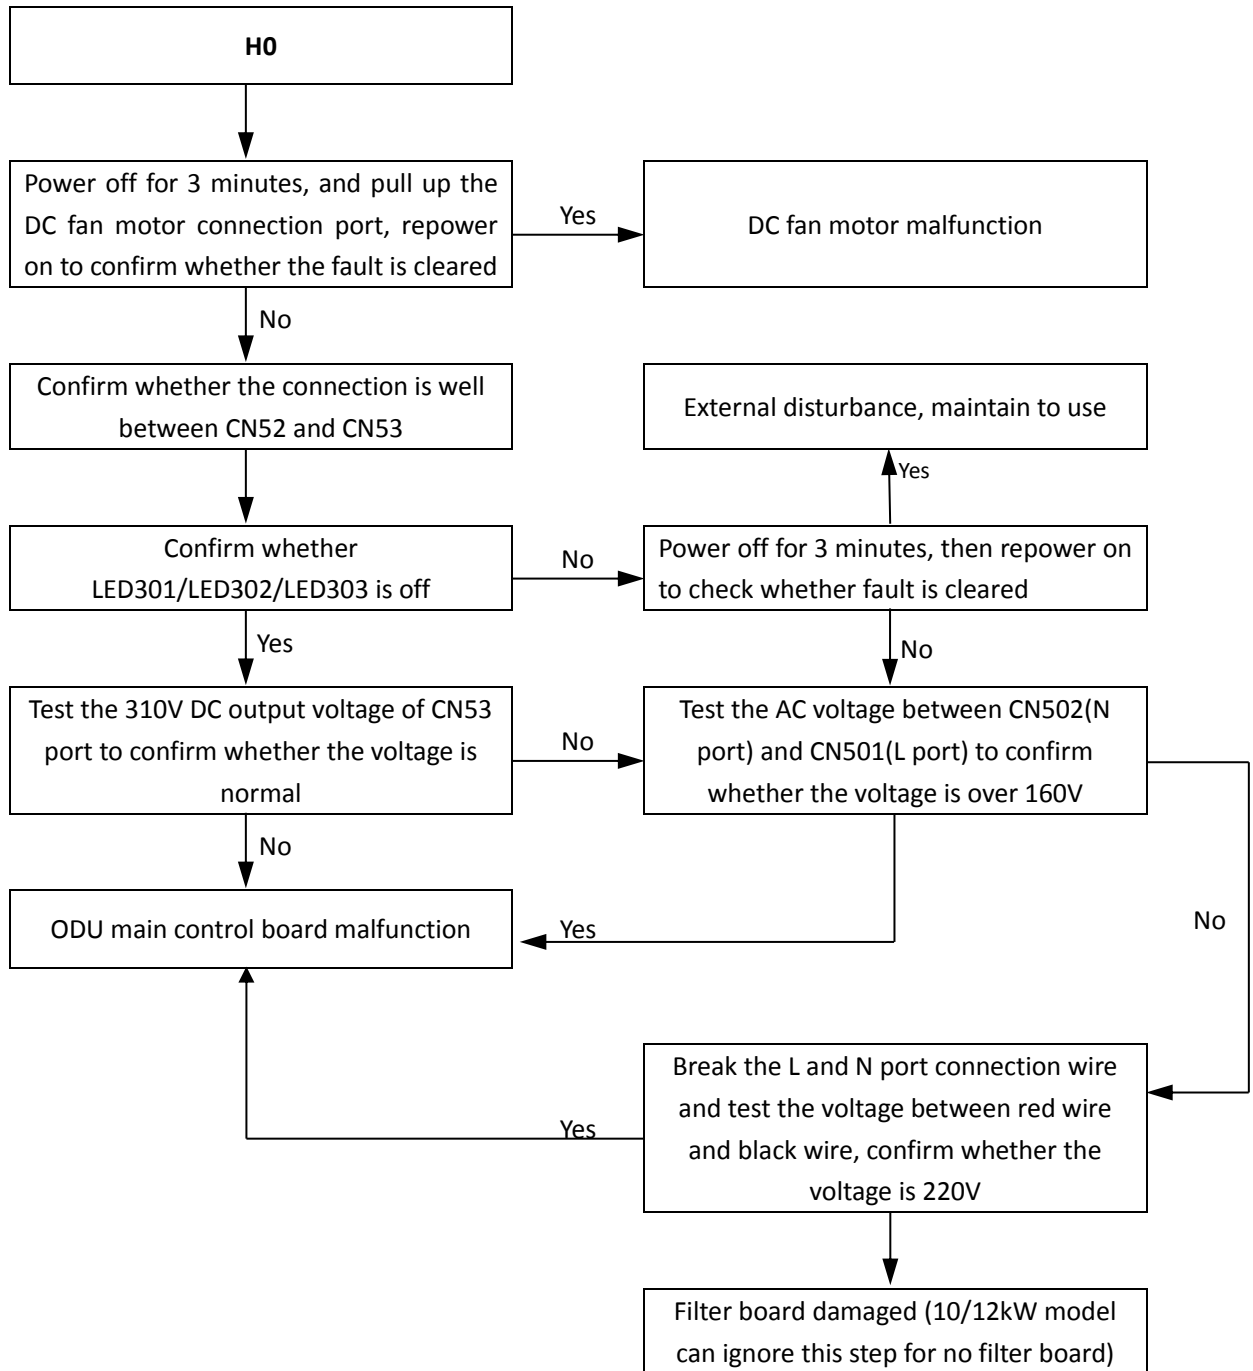 H0
Power off for 3 minutes, and pull up the
DC fan motor connection port, repower
on to confirm whether the fault is cleared
Yes
DC fan motor malfunction
No
Confirm whether the connection is well
between CN52 and CN53
External disturbance, maintain to use
Yes
Confirm whether
LED301/LED302/LED303 is off
No
Power off for 3 minutes, then repower on
to check whether fault is cleared
Yes
No
Test the 310V DC output voltage of CN53
port to confirm whether the voltage is
normal
No
Test the AC voltage between CN502(N
port) and CN501(L port) to confirm
whether the voltage is over 160V
No
ODU main control board malfunction
Yes
No
Break the L and N port connection wire
and test the voltage between red wire
and black wire, confirm whether the
voltage is 220V
Yes
Filter board damaged (10/12kW model
can ignore this step for no filter board)